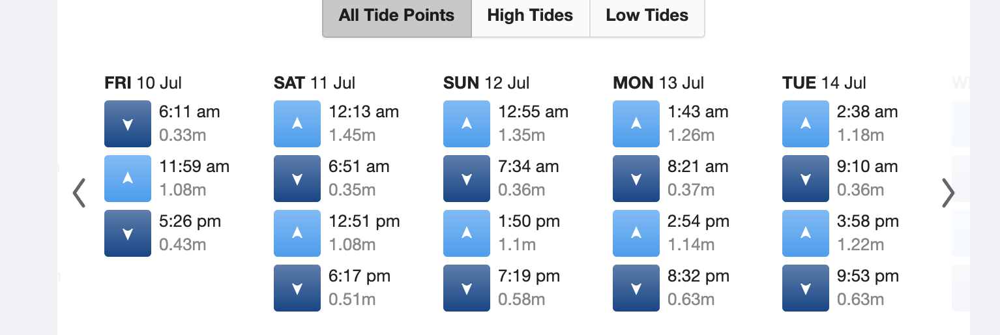 All Tide Points
High Tides
Low Tides
FRI 10 Jul
6:11 am
0.33m
11:59 am
1.08m
5:26 pm
0.43m
SAT 11 Jul
12:13 am
1.45m
6:51 am
0.35m
12:51 pm
1.08m
6:17 pm
0.51m
SUN 12 Jul
12:55 am
1.35m
7:34 am
0.36m
1:50 pm
1.1m
7:19 pm
0.58m
MON 13 Jul
1:43 am
1.26m
8:21 am
0.37m
2:54 pm
1.14m
8:32 pm
0.63m
TUE 14 Jul
2:38 am
1.18m
9:10 am
0.36m
3:58 pm
1.22m
9:53 pm
0.63m